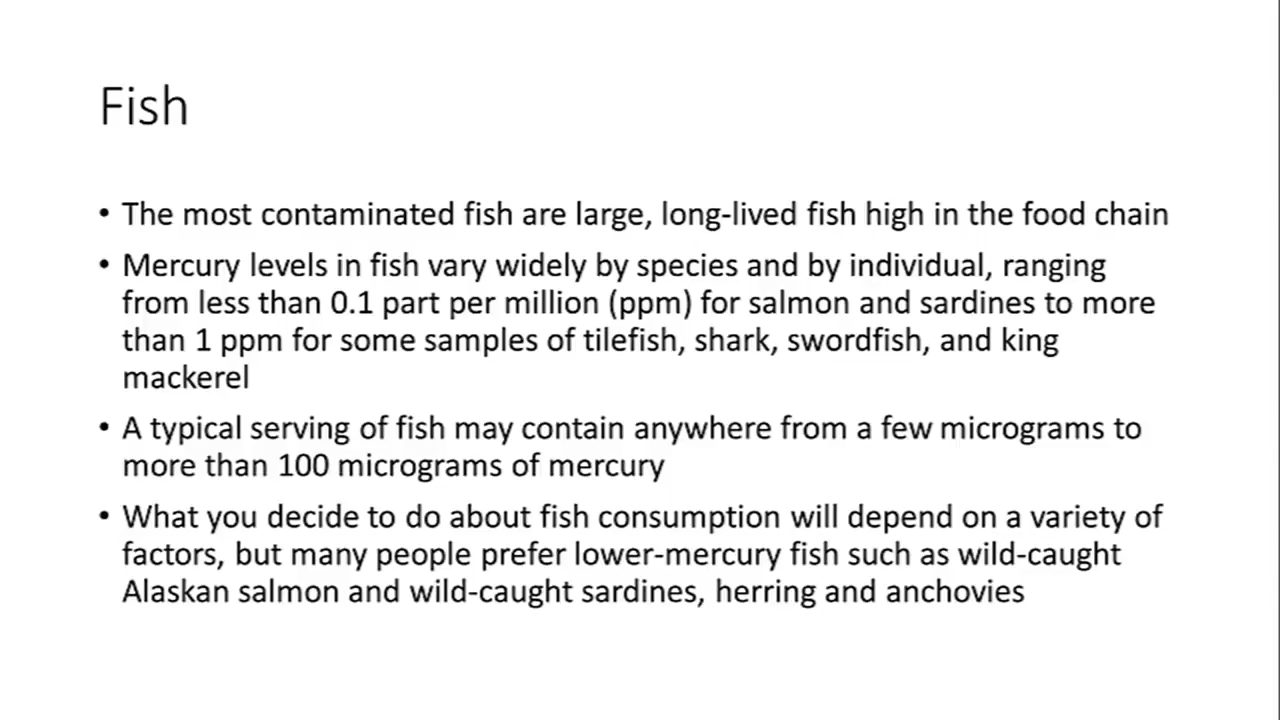 Fish
• The most contaminated fish are large, long-lived fish high in the food chain
• Mercury levels in fish vary widely by species and by individual, ranging
from less than 0.1 part per million (ppm) for salmon and sardines to more
than 1 ppm for some samples of tilefish, shark, swordfish, and king
mackerel
• A typical serving of fish may contain anywhere from a few micrograms to
more than 100 micrograms of mercury
• What you decide to do about fish consumption will depend on a variety of
factors, but many people prefer lower-mercury fish such as wild-caught
Alaskan salmon and wild-caught sardines, herring and anchovies